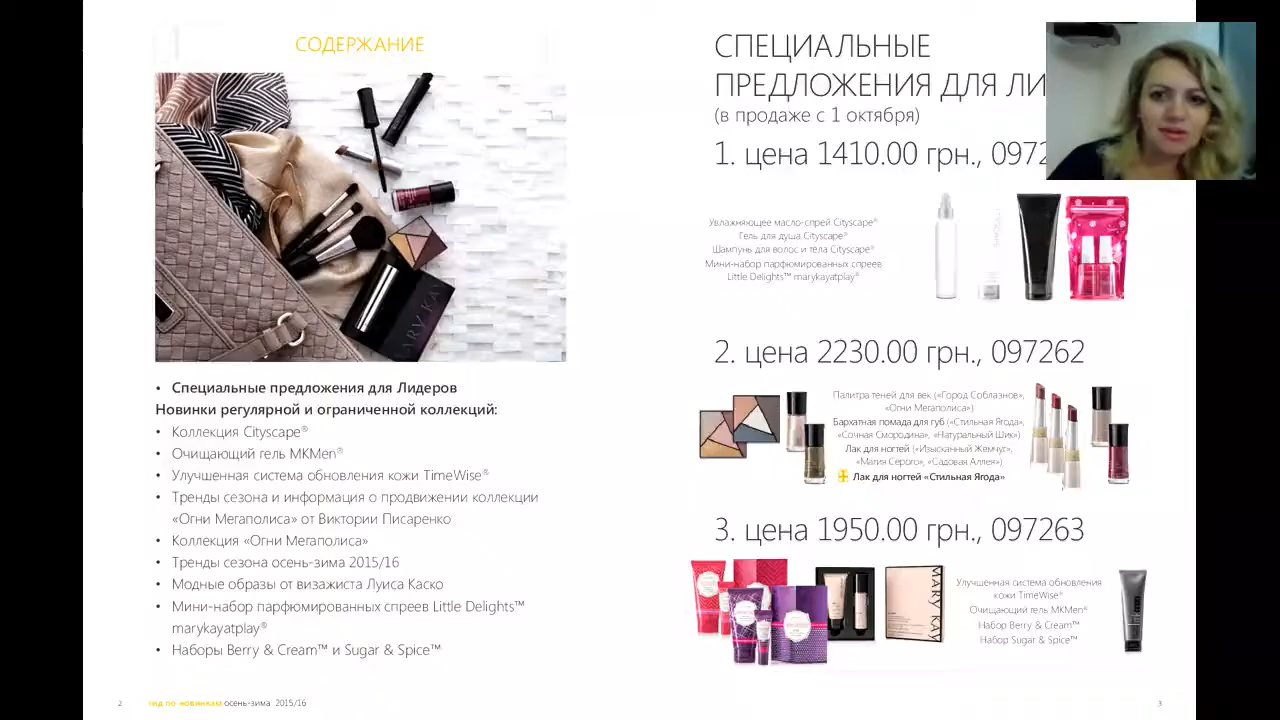 СОДЕРЖАНИЕ
• Специальные предложения для Лидеров
Новинки регулярной и ограниченной коллекций:
• Коллекция Cityscape®
• Очищающий гель MKMen®
• Улучшенная система обновления кожи TimeWise®
• Тренды сезона и информация о продвижении коллекции
«Огни Мегаполиса» от Виктории Писаренко
• Коллекция «Огни Мегаполиса»
• Тренды сезона осень-зима 2015/16
• Модные образы от визажиста Луиса Каско
• Мини-набор парфюмированных спреев Little Delights™
marykayatplay®
• Наборы Berry & Cream™ и Sugar & Spice™
2 гид по новинкам осень-зима 2015/16
СПЕЦИАЛЬНЫЕ
ПРЕДЛОЖЕНИЯ ДЛЯ ЛИ
(в продаже с 1 октября)
1. цена 1410.00 грн., 0972
Увлажняющее масло-спрей Cityscape®
Гель для душа Cityscape®
Шампунь для волос и тела Cityscape®
Мини-набор парфюмированных спреев
Little Delights™ marykayatplay®
2. цена 2230.00 грн., 097262
Палитра теней для век («Город Соблазнов»,
«Огни Мегаполиса»)
Бархатная помада для губ («Стильная Ягода»,
«Сочная Смородина», «Натуральный Шик»)
Лак для ногтей («Изысканный Жемчуг»,
«Магия Серого», «Садовая Аллея»)
Лак для ногтей «Стильная Ягода»
3. цена 1950.00 грн., 097263
MARY KAY
Улучшенная система обновления
кожи TimeWise®
Очищающий гель MKMen®
Набор Berry & Cream™
Набор Sugar & Spice™
3